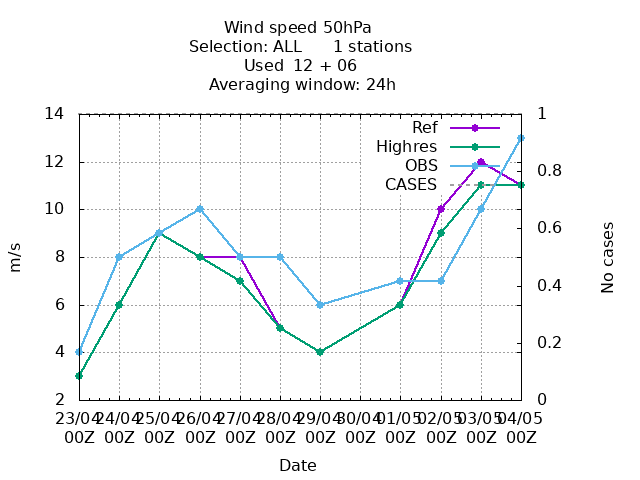 Wind speed 50hPa
Selection: ALL 1 stations
Used 12 + 06
Averaging window: 24h
14 1
Ref
Highres
12
OBS
0.8
CASES
10
0.6
m/s
8
No cases
6
0.4
4
0.2
2 0
23/04 24/04 25/04 26/04 27/04 28/04 29/04 30/04 01/05 02/05 03/05 04/05
00Z 00Z 00Z 00Z 00Z 00Z 00Z 00Z 00Z 00Z 00Z 00Z
Date